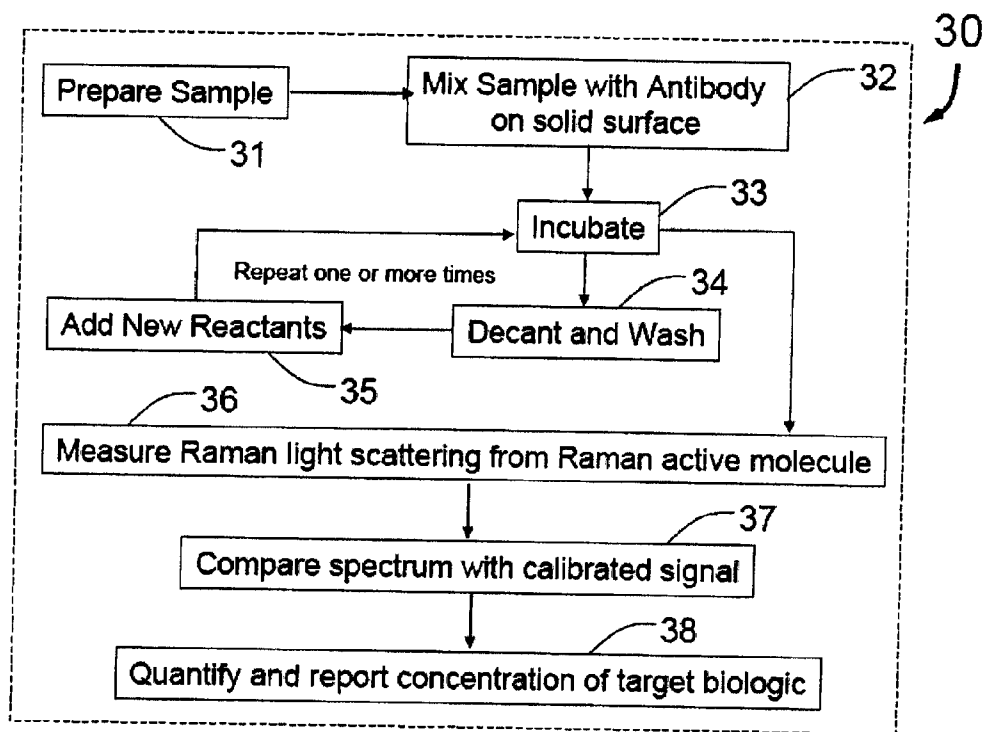 30
Prepare Sample
31
Mix Sample with Antibody
on solid surface
32
Incubate
33
Repeat one or more times
34
Add New Reactants
Decant and Wash
35
36
Measure Raman light scattering from Raman active molecule
37
Compare spectrum with calibrated signal
38
Quantify and report concentration of target biologic